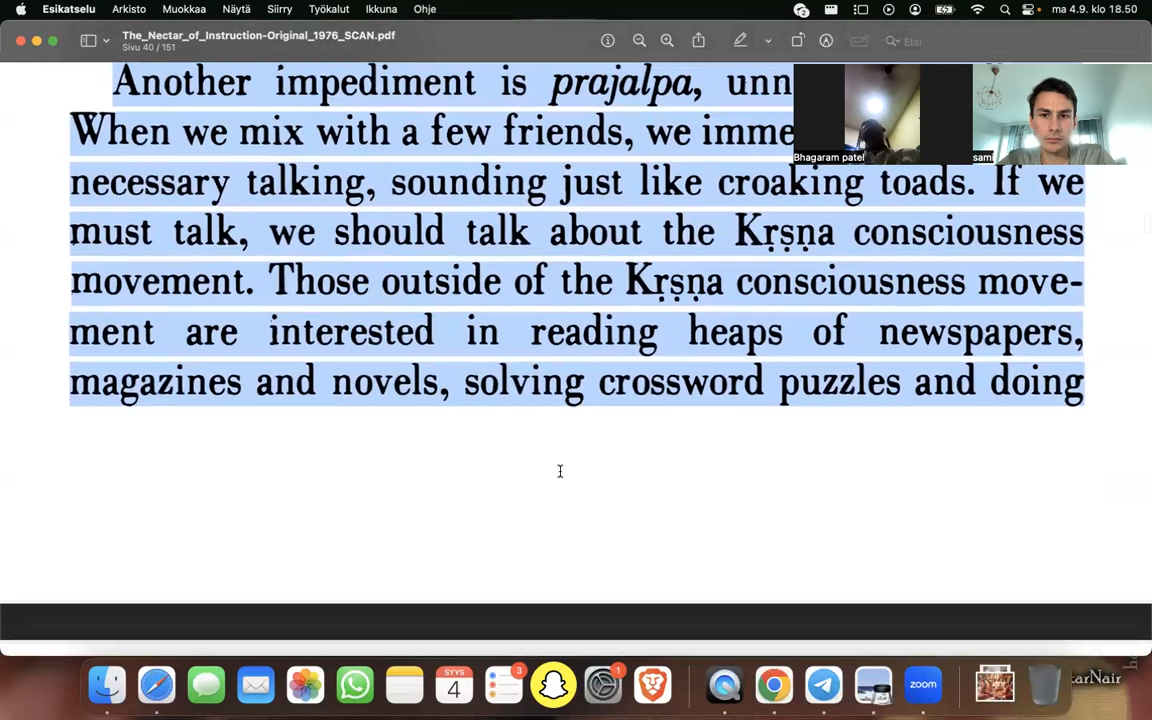 Esikatselu Arkisto Muokkaa Näytä Siirry Työkalut Ikkuna Ohje 2 ma 4.9. klo 18.50
The_Nectar_of_Instruction-Original_1976_SCAN.pdf
Sivu 40 / 151
Etsi
Another impediment is prajalpa, unn
When we mix with a few friends, we imme
Bhagaram patel
sami
necessary talking, sounding just like croaking toads. If we
must talk, we should talk about the Kṛṣṇa consciousness
movement. Those outside of the Kṛṣṇa consciousness move-
ment are interested in reading heaps of newspapers,
magazines and novels, solving crossword puzzles and doing
SYYS
4
3
1
zoom
tarNair